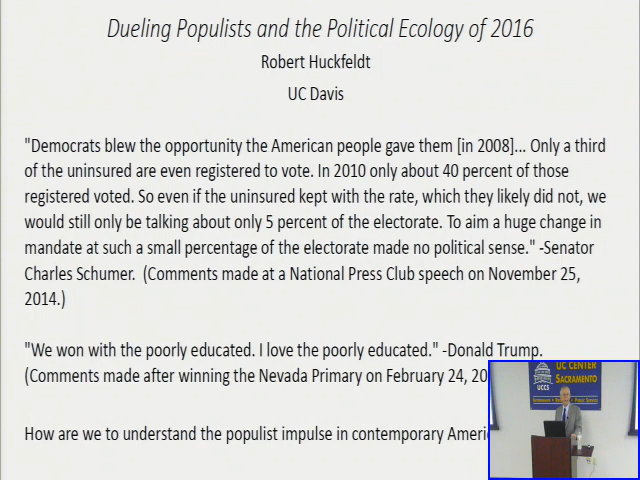 Dueling Populists and the Political Ecology of 2016
Robert Huckfeldt
UC Davis
"Democrats blew the opportunity the American people gave them [in 2008]... Only a third
of the uninsured are even registered to vote. In 2010 only about 40 percent of those
registered voted. So even if the uninsured kept with the rate, which they likely did not, we
would still only be talking about only 5 percent of the electorate. To aim a huge change in
mandate at such a small percentage of the electorate made no political sense." -Senator
Charles Schumer. (Comments made at a National Press Club speech on November 25,
2014.)
"We won with the poorly educated. I love the poorly educated." -Donald Trump.
(Comments made after winning the Nevada Primary on February 24, 20
How are we to understand the populist impulse in contemporary Ameri
UC CENTER
SACRAMENTO
UCCS